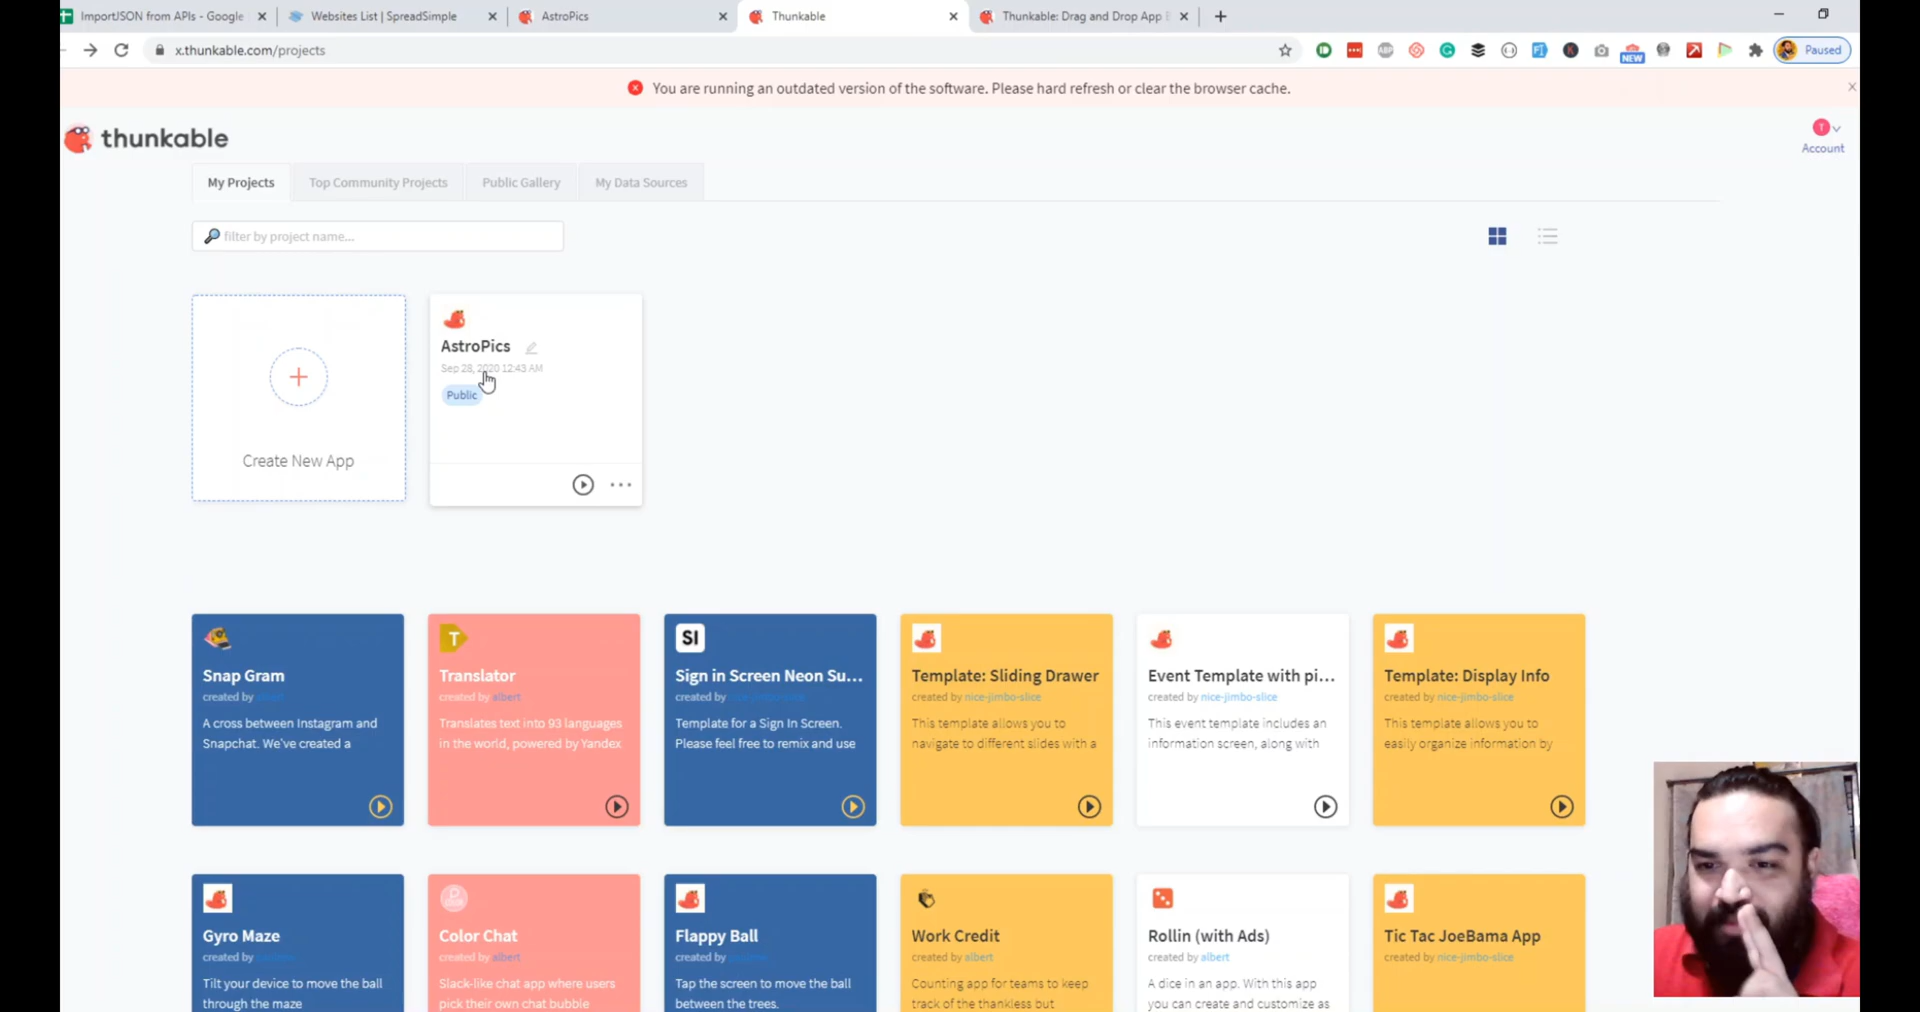 ImportJSON from APIs - Google
Websites List | SpreadSimple
AstroPics
Thunkable
Thunkable: Drag and Drop App
x.thunkable.com/projects
ABP
NEW
Paused
You are running an outdated version of the software. Please hard refresh or clear the browser cache.
thunkable
T
Account
My Projects
Top Community Projects
Public Gallery
My Data Sources
filter by project name...
Create New App
AstroPics
Sep 28, 2020 12:43 AM
Public
Snap Gram
created by
A cross between Instagram and
Snapchat. We've created a
T
Translator
created by albert
Translates text into 93 languages
in the world, powered by Yandex
SI
Sign in Screen Neon Su...
created by nice-jimbo-slice
Template for a Sign In Screen.
Please feel free to remix and use
Template: Sliding Drawer
created by nice-jimbo-slice
This template allows you to
navigate to different slides with a
Event Template with pi...
created by nice-jimbo-slice
This event template includes an
information screen, along with
Template: Display Info
created by nice-jimbo-slice
This template allows you to
easily organize information by
Gyro Maze
created by
Tilt your device to move the ball
through the maze
Color Chat
created by albert
Slack-like chat app where users
pick their own chat bubble
Flappy Ball
created by
Tap the screen to move the ball
between the trees.
Work Credit
created by albert
Counting app for teams to keep
track of the thankless but
Rollin (with Ads)
created by albert
A dice in an app. With this app
you can create and customize as
Tic Tac JoeBama App
created by nice-jimbo-slice